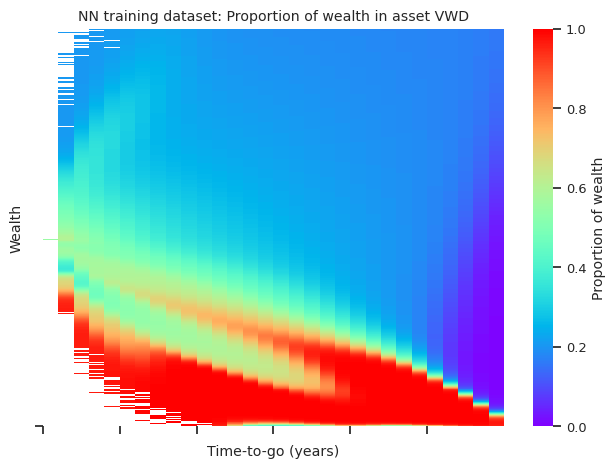 NN training dataset: Proportion of wealth in asset VWD
Wealth
Time-to-go (years)
1.0
0.8
0.6
0.4
0.2
0.0
Proportion of wealth